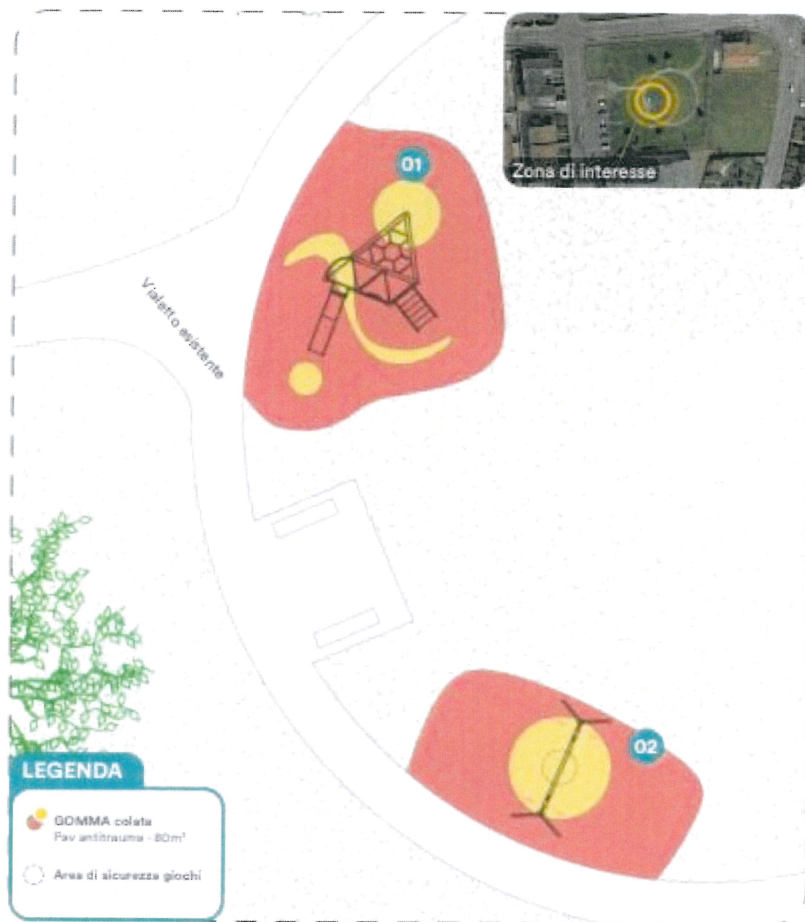 01
Zona di interesse
Vialetto esistente
02
LEGENDA
GOMMA colata
Pav antitrauma - 80m²
Area di sicurezza giochi